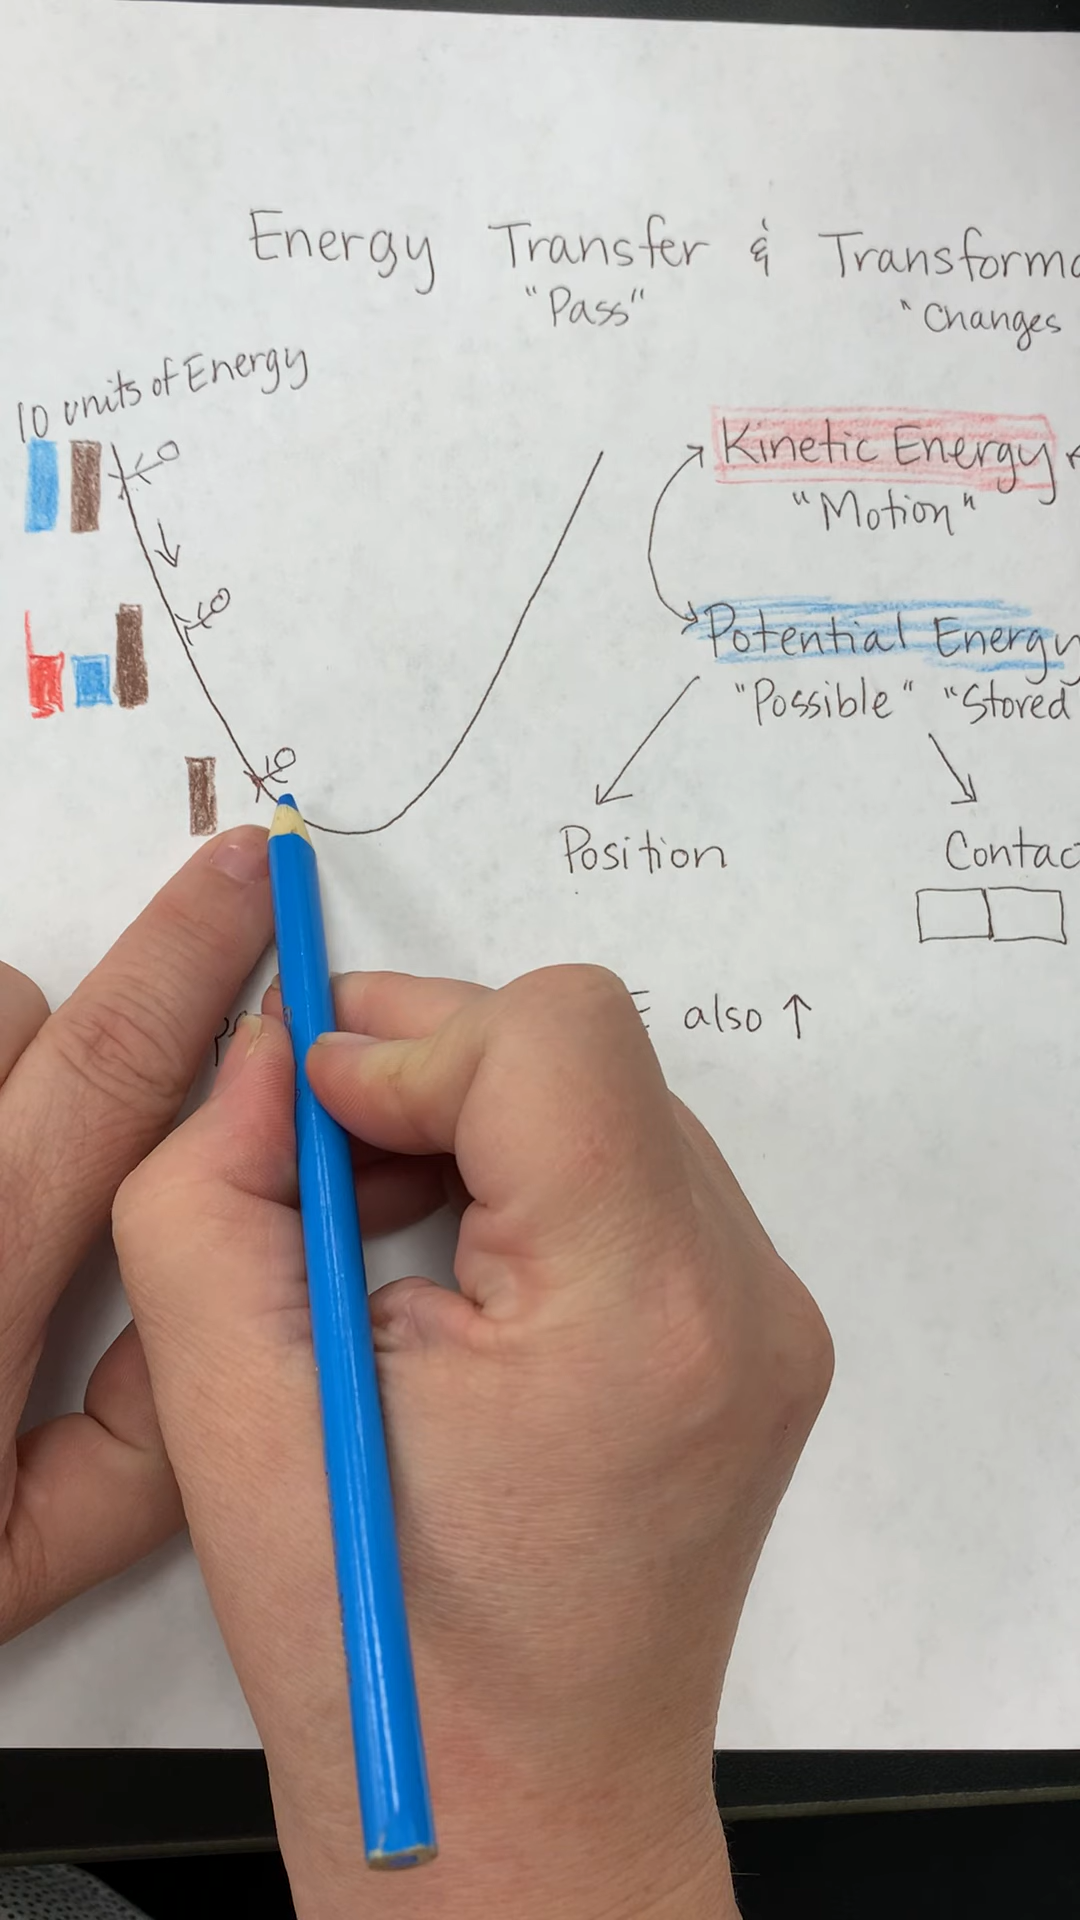 Energy Transfer & Transforma
"Pass" "Changes
10 units of Energy
Kinetic Energy
"Motion"
Potential Energy
"Possible" "Stored
Position
Contac
also ↑